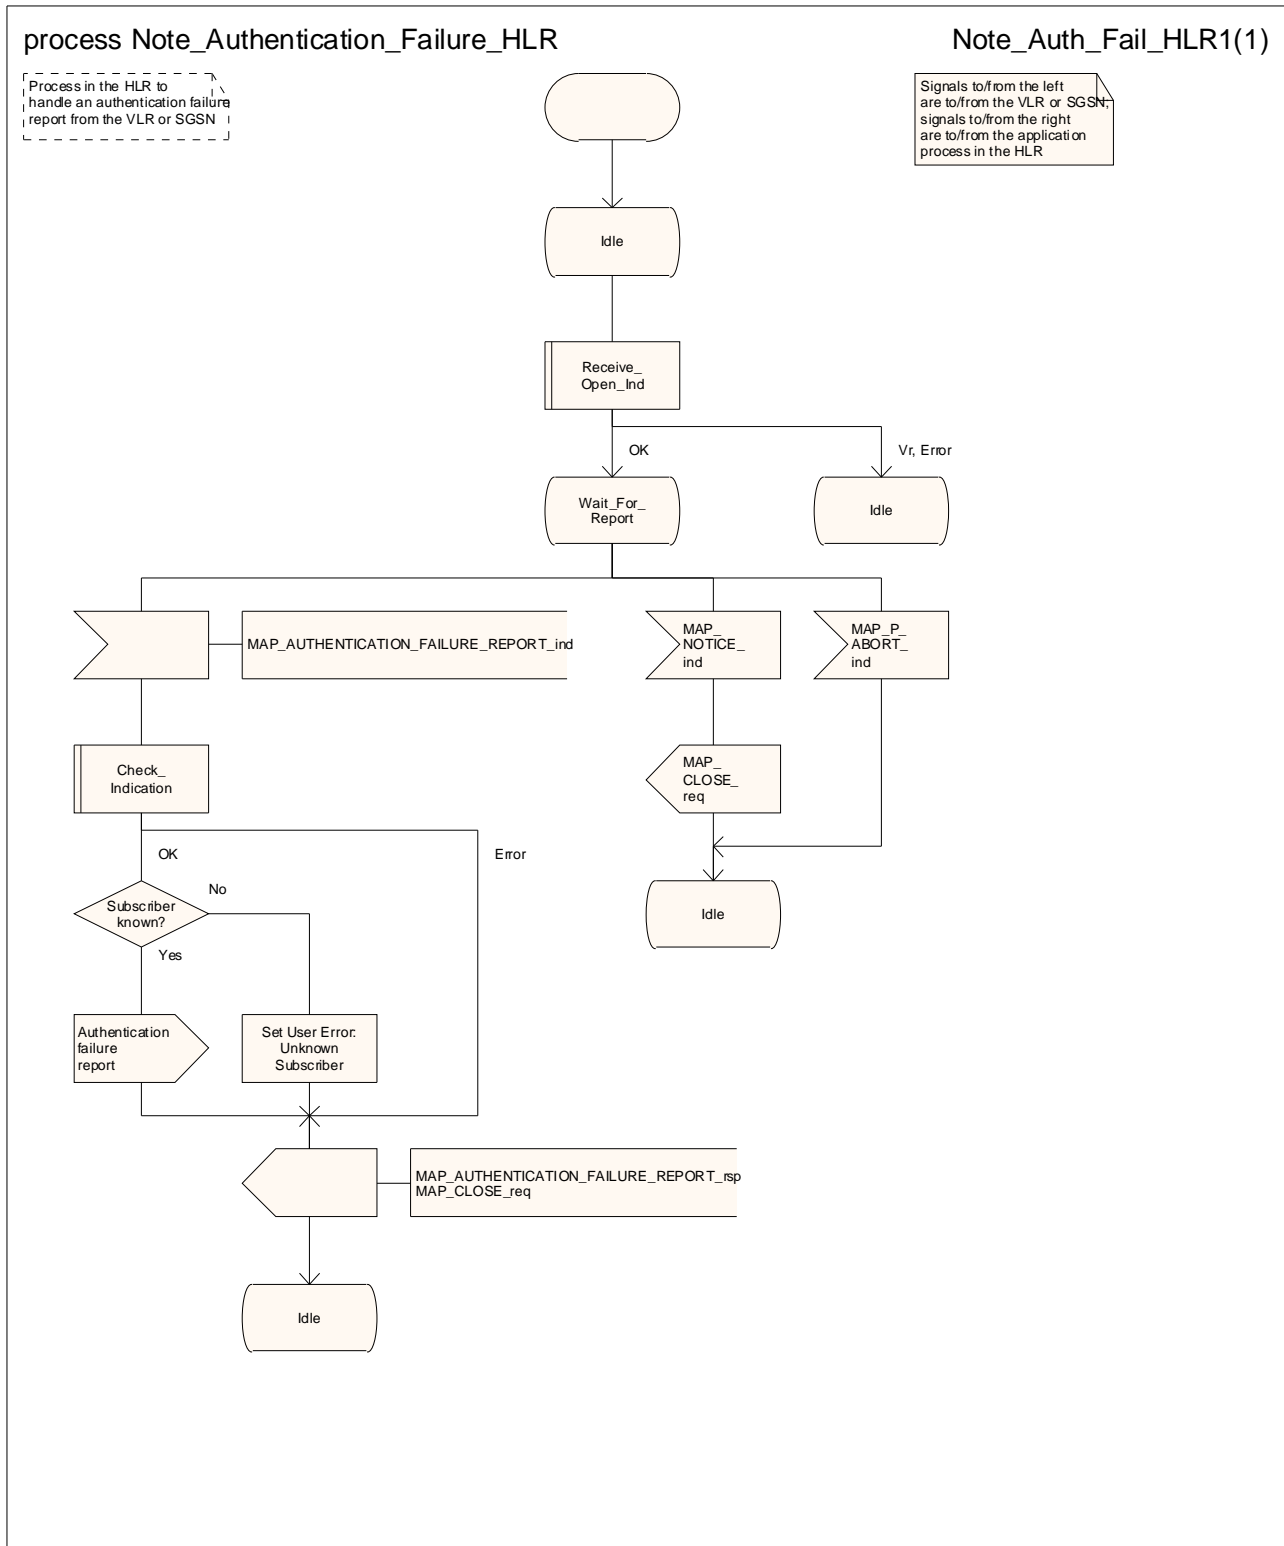 process Note_Authentication_Failure_HLR
Note_Auth_Fail_HLR1(1)
Process in the HLR to
handle an authentication failure
report from the VLR or SGSN
Signals to/from the left
are to/from the VLR or SGSN,
signals to/from the right
are to/from the application
process in the HLR
Idle
Receive_
Open_Ind
OK
Vr, Error
Wait_For_
Report
Idle
MAP_AUTHENTICATION_FAILURE_REPORT_ind
MAP_
NOTICE_
ind
MAP_P_
ABORT_
ind
Check_
Indication
MAP_
CLOSE_
req
OK
Error
Subscriber
known?
No
Yes
Idle
Authentication
failure
report
Set User Error:
Unknown
Subscriber
MAP_AUTHENTICATION_FAILURE_REPORT_rsp
MAP_CLOSE_req
Idle